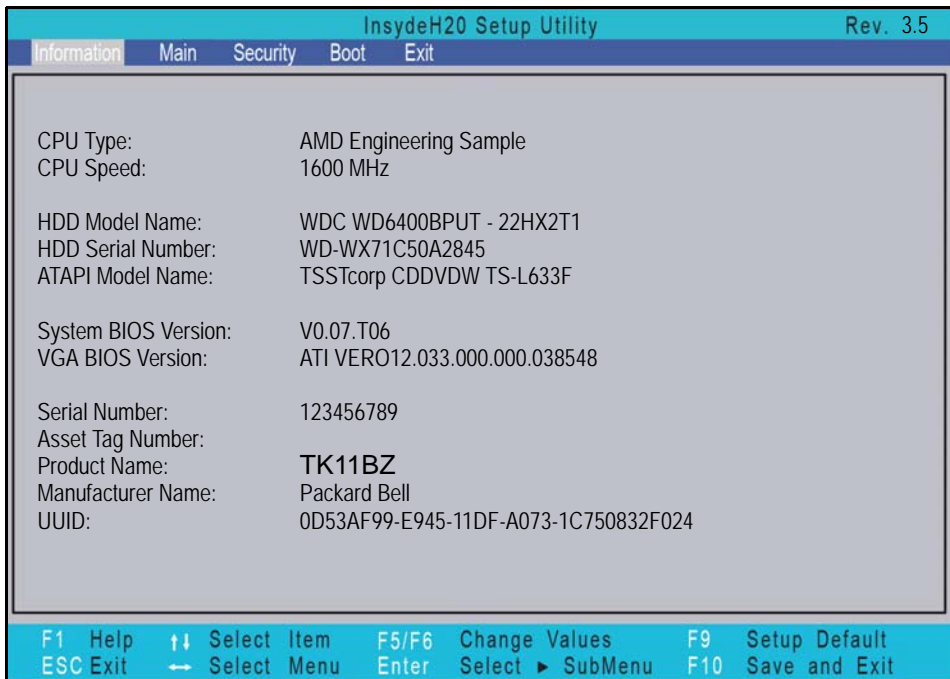 InsydeH20 Setup Utility Rev. 3.5
Information Main Security Boot Exit
CPU Type: AMD Engineering Sample
CPU Speed: 1600 MHz
HDD Model Name: WDC WD6400BPUT - 22HX2T1
HDD Serial Number: WD-WX71C50A2845
ATAPI Model Name: TSSTcorp CDDVDW TS-L633F
System BIOS Version: V0.07.T06
VGA BIOS Version: ATI VERO12.033.000.000.038548
Serial Number: 123456789
Asset Tag Number:
Product Name: TK11BZ
Manufacturer Name: Packard Bell
UUID: 0D53AF99-E945-11DF-A073-1C750832F024
F1 Help ↑↓ Select Item F5/F6 Change Values F9 Setup Default
ESC Exit ↔ Select Menu Enter Select ► SubMenu F10 Save and Exit